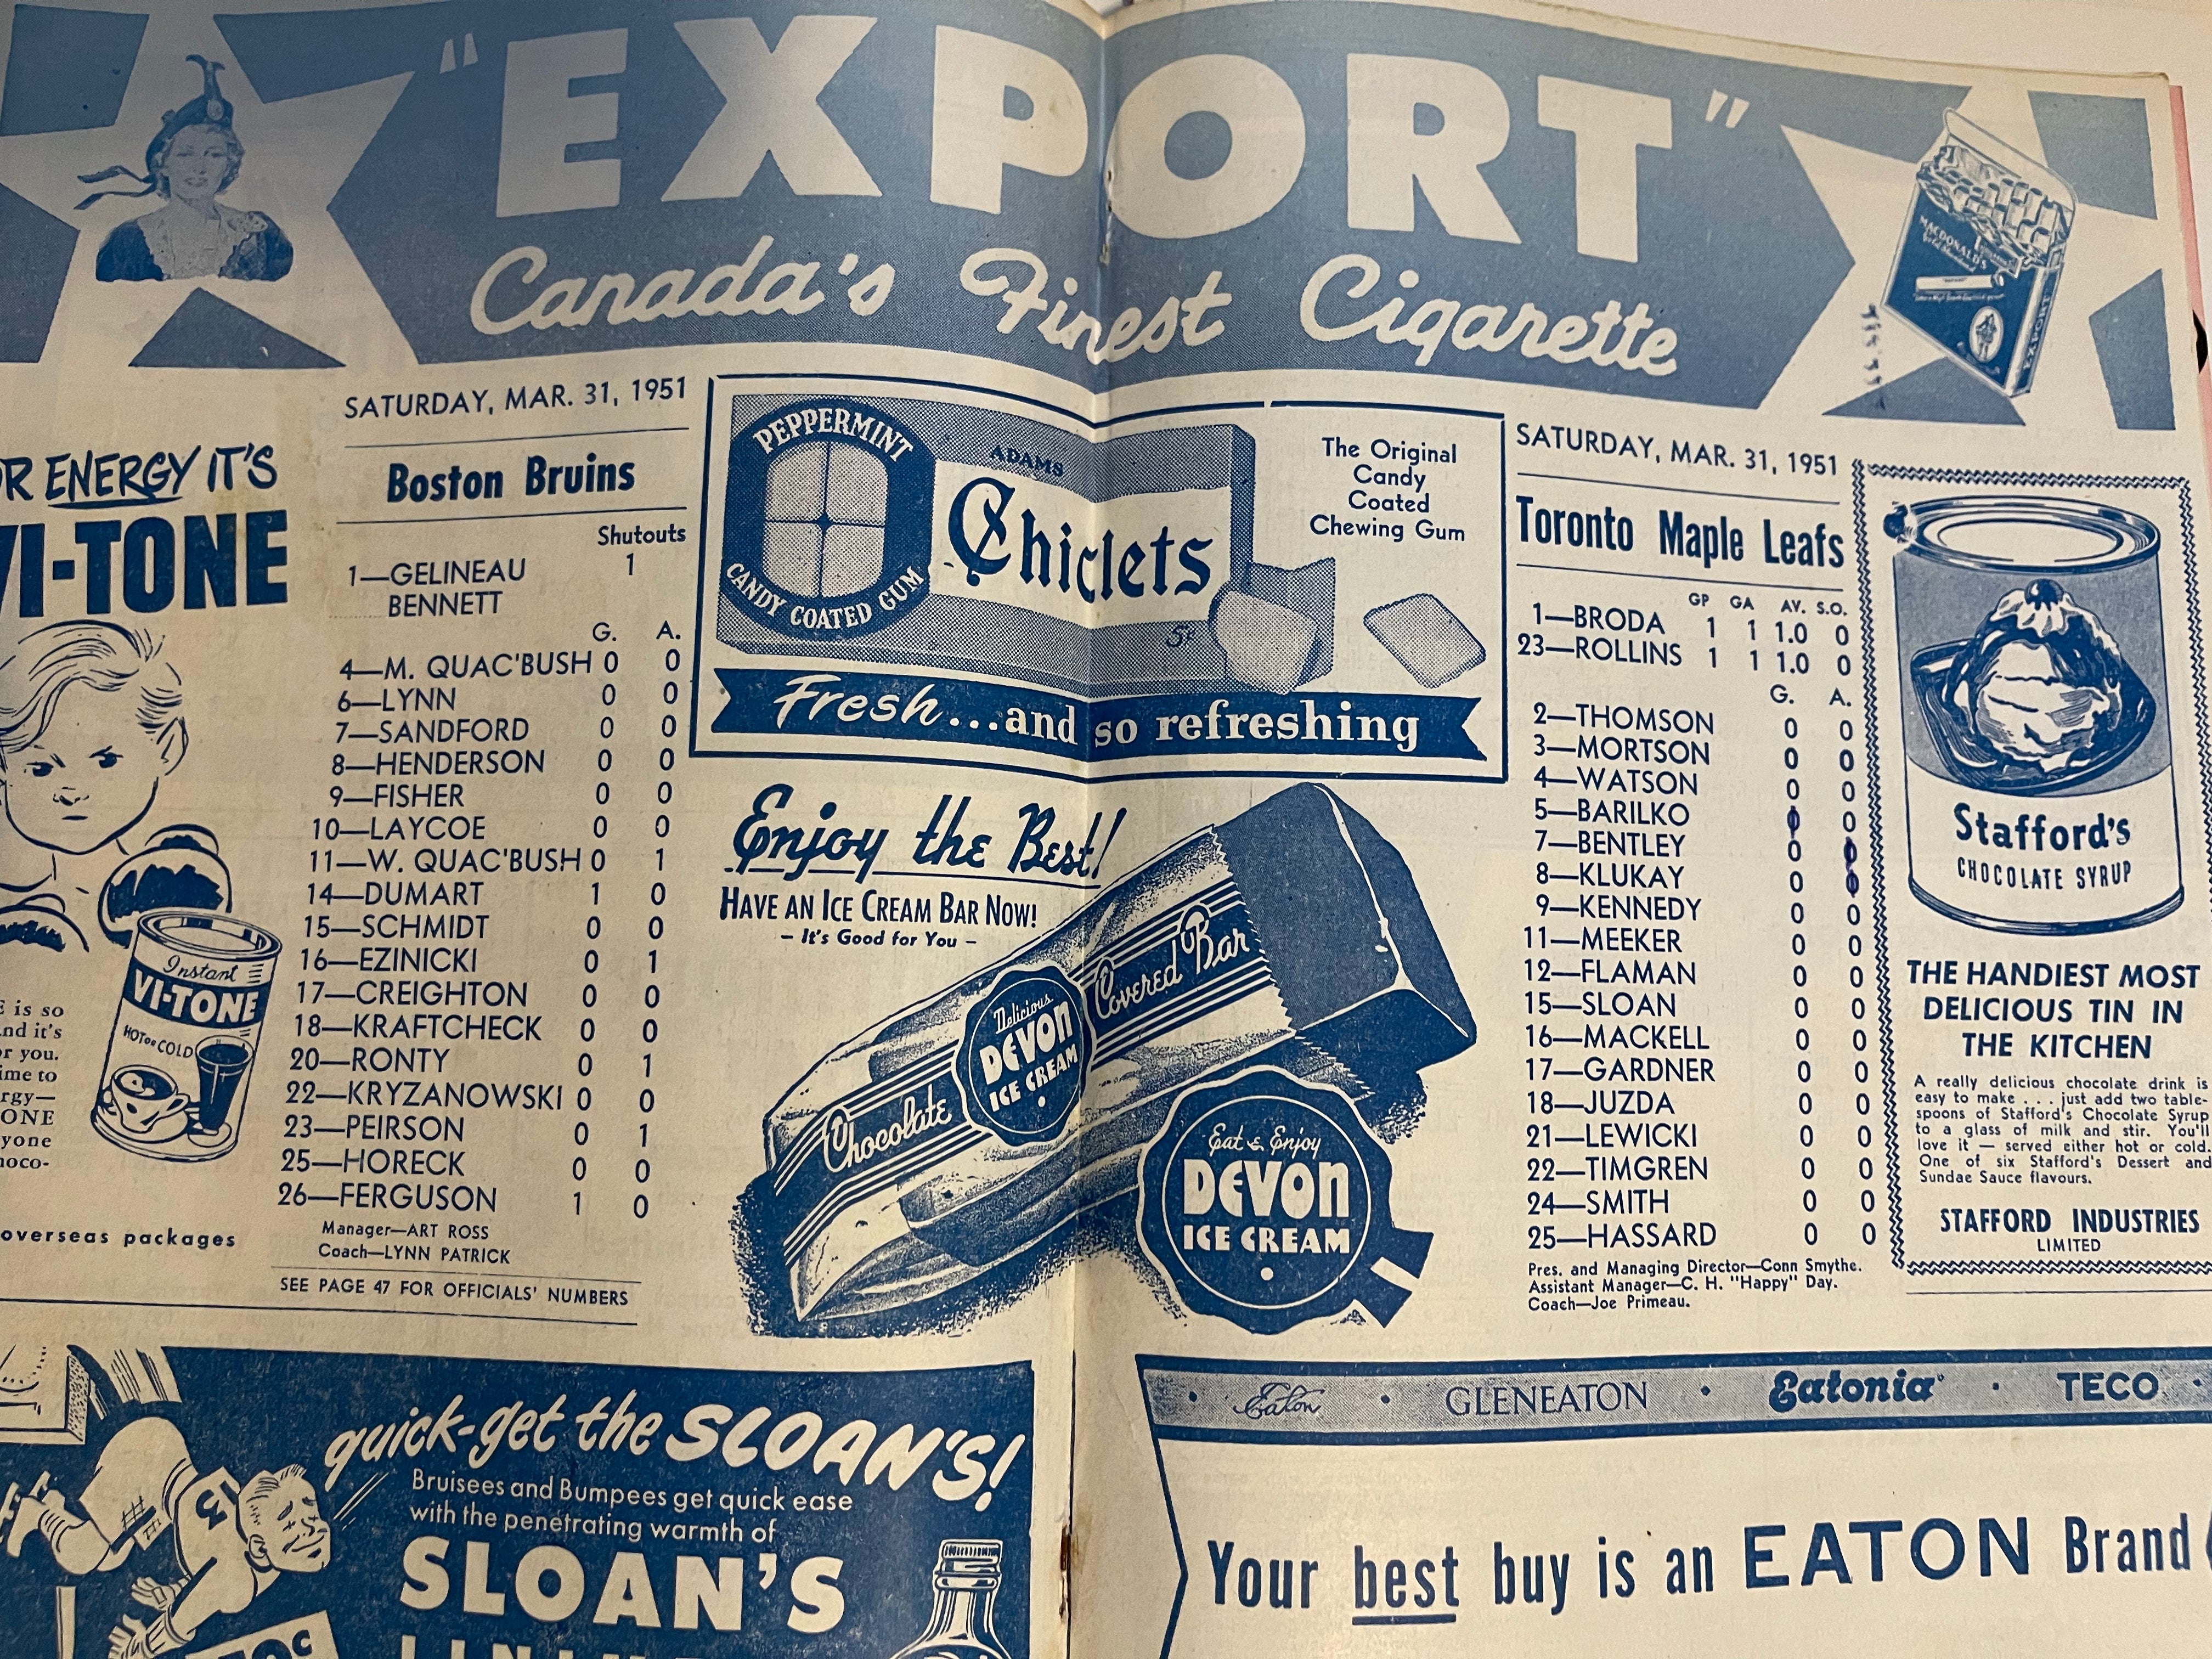 "EXPORT"
Canada's Finest Cigarette
MACDONALD'S
EXPORT
OR ENERGY IT'S
VI-TONE
Instant
VI-TONE
HOT OR COLD
E is so
nd it's
or you.
ime to
rgy—
ONE
yone
hoco-
overseas packages
SATURDAY, MAR. 31, 1951
Boston Bruins
Shutouts
1—GELINEAU 1
BENNETT
G. A.
4—M. QUAC'BUSH 0 0
6—LYNN 0 0
7—SANDFORD 0 0
8—HENDERSON 0 0
9—FISHER 0 0
10—LAYCOE 0 0
11—W. QUAC'BUSH 0 1
14—DUMART 1 0
15—SCHMIDT 0 0
16—EZINICKI 0 1
17—CREIGHTON 0 0
18—KRAFTCHECK 0 0
20—RONTY 0 1
22—KRYZANOWSKI 0 0
23—PEIRSON 0 1
25—HORECK 0 0
26—FERGUSON 1 0
Manager—ART ROSS
Coach—LYNN PATRICK
SEE PAGE 47 FOR OFFICIALS' NUMBERS
PEPPERMINT
CANDY COATED GUM
ADAMS
Chiclets
5¢
The Original
Candy
Coated
Chewing Gum
Fresh...and so refreshing
Enjoy the Best!
HAVE AN ICE CREAM BAR NOW!
– It's Good for You –
Chocolate Covered Bar
Delicious
DEVON
ICE CREAM
Eat & Enjoy
DEVON
ICE CREAM
SATURDAY, MAR. 31, 1951
Toronto Maple Leafs
GP GA AV. S.O.
1—BRODA 1 1 1.0 0
23—ROLLINS 1 1 1.0 0
G. A.
2—THOMSON 0 0
3—MORTSON 0 0
4—WATSON 0 0
5—BARILKO 0 0
7—BENTLEY 0 0
8—KLUKAY 0 0
9—KENNEDY 0 0
11—MEEKER 0 0
12—FLAMAN 0 0
15—SLOAN 0 0
16—MACKELL 0 0
17—GARDNER 0 0
18—JUZDA 0 0
21—LEWICKI 0 0
22—TIMGREN 0 0
24—SMITH 0 0
25—HASSARD 0 0
Pres. and Managing Director—Conn Smythe.
Assistant Manager—C. H. "Happy" Day.
Coach—Joe Primeau.
Stafford's
CHOCOLATE SYRUP
THE HANDIEST MOST
DELICIOUS TIN IN
THE KITCHEN
A really delicious chocolate drink is
easy to make . . . just add two table-
spoons of Stafford's Chocolate Syrup
to a glass of milk and stir. You'll
love it — served either hot or cold.
One of six Stafford's Dessert and
Sundae Sauce flavours.
STAFFORD INDUSTRIES
LIMITED
quick-get the SLOAN'S!
Bruisees and Bumpees get quick ease
with the penetrating warmth of
SLOAN'S
3
Eaton • GLENEATON • Eatonia • TECO
Your best buy is an EATON Brand